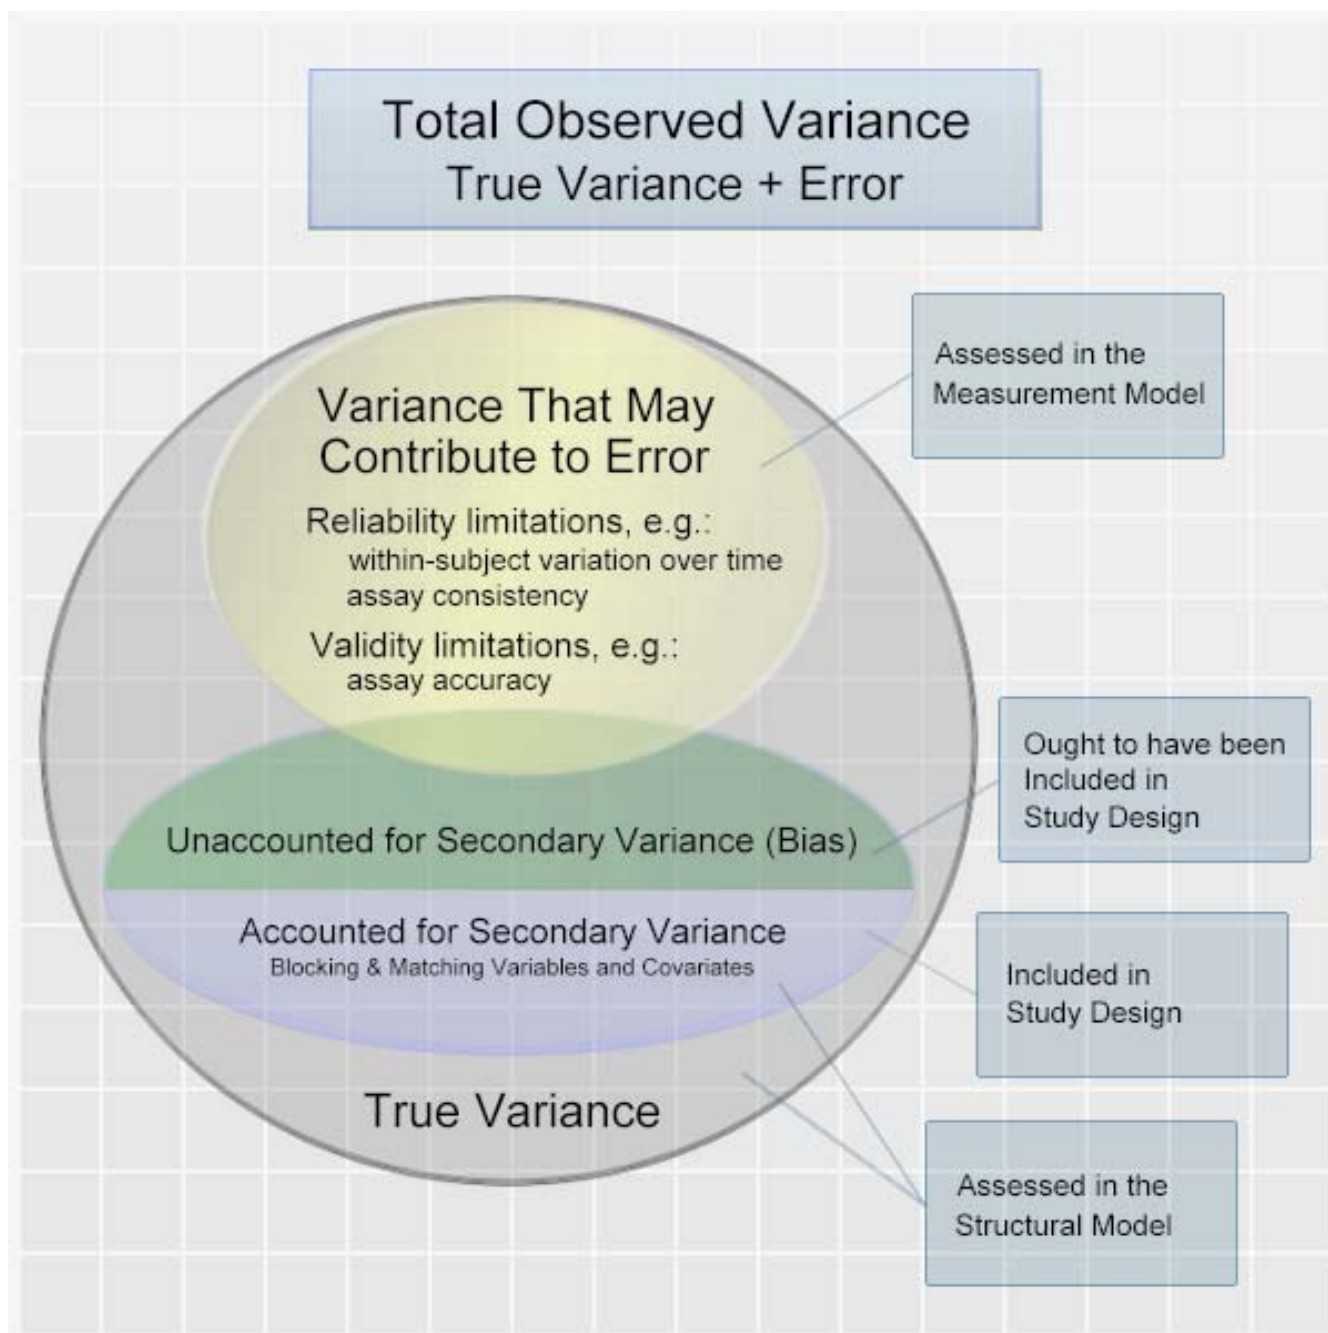 Total Observed Variance
True Variance + Error
Variance That May
Contribute to Error
Reliability limitations, e.g.:
within-subject variation over time
assay consistency
Validity limitations, e.g.:
assay accuracy
Assessed in the
Measurement Model
Unaccounted for Secondary Variance (Bias)
Ought to have been
Included in
Study Design
Accounted for Secondary Variance
Blocking & Matching Variables and Covariates
Included in
Study Design
True Variance
Assessed in the
Structural Model